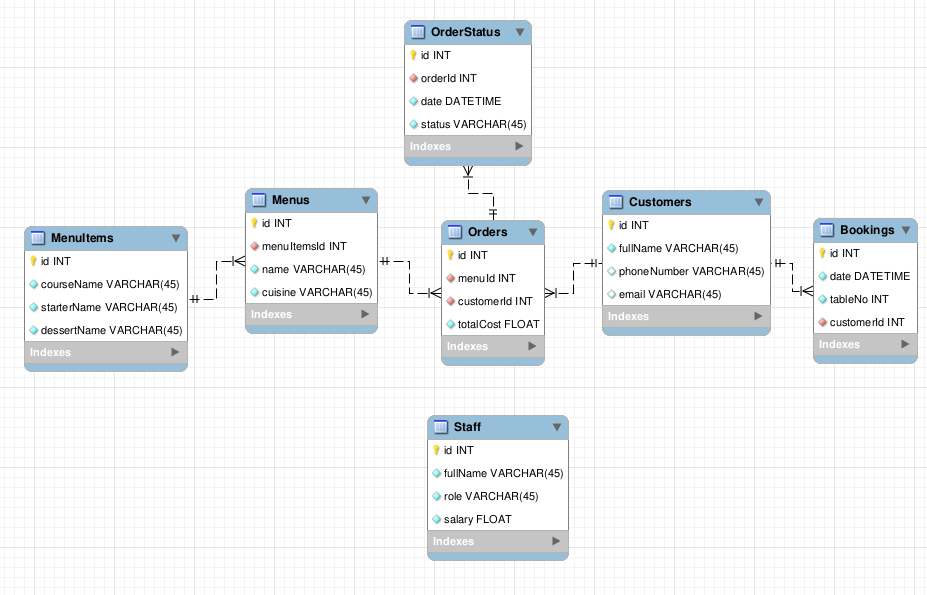 OrderStatus
id INT
orderId INT
date DATETIME
status VARCHAR(45)
Indexes
Menus
id INT
menuItemsId INT
name VARCHAR(45)
cuisine VARCHAR(45)
Indexes
Customers
id INT
fullName VARCHAR(45)
phoneNumber VARCHAR(45)
email VARCHAR(45)
Indexes
MenuItems
id INT
courseName VARCHAR(45)
starterName VARCHAR(45)
dessertName VARCHAR(45)
Indexes
Orders
id INT
menuId INT
customerId INT
totalCost FLOAT
Indexes
Bookings
id INT
date DATETIME
tableNo INT
customerId INT
Indexes
Staff
id INT
fullName VARCHAR(45)
role VARCHAR(45)
salary FLOAT
Indexes